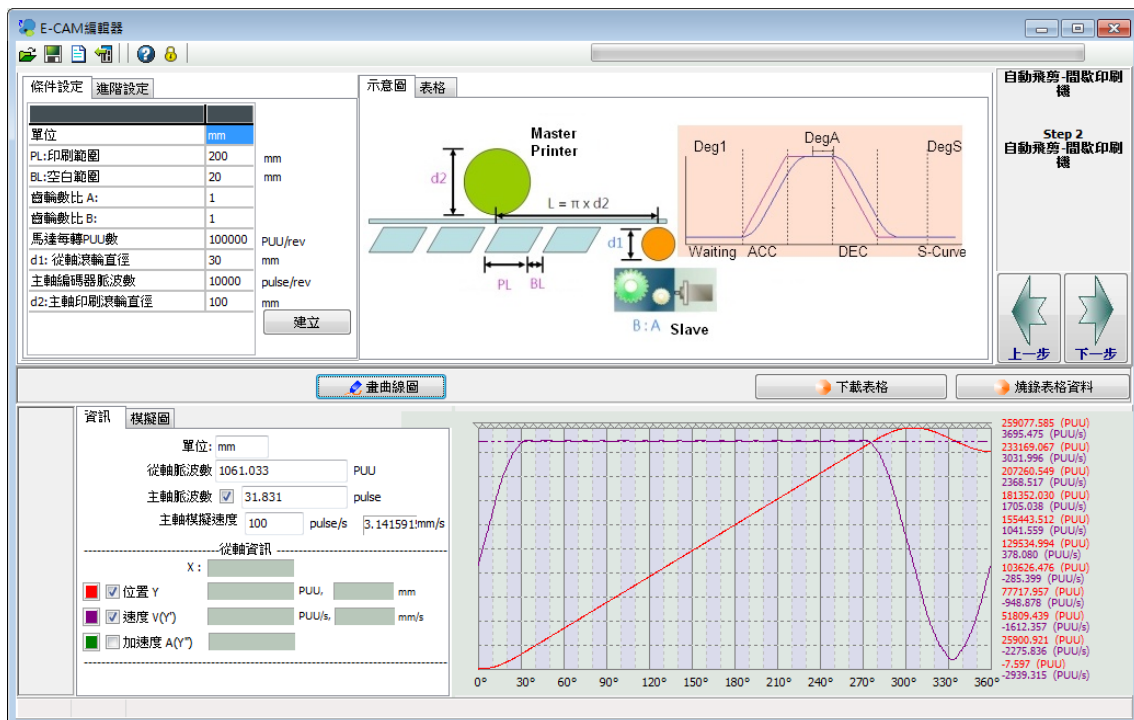 E-CAM編輯器
條件設定 進階設定
單位 mm
PL:印刷範圍 200 mm
BL:空白範圍 20 mm
齒輪數比 A: 1
齒輪數比 B: 1
馬達每轉PUU數 100000 PUU/rev
d1: 從軸滾輪直徑 30 mm
主軸編碼器脈波數 10000 pulse/rev
d2:主軸印刷滾輪直徑 100 mm
建立
示意圖 表格
Master
Printer
d2
L = π x d2
d1
PL BL
B : A Slave
Deg1 DegA DegS
Waiting ACC DEC S-Curve
自動飛剪-間歇印刷
機
Step 2
自動飛剪-間歇印刷
機
上一步 下一步
畫曲線圖 下載表格 燒錄表格資料
資訊 模擬圖
單位: mm
從軸脈波數 1061.033 PUU
主軸脈波數 31.831 pulse
主軸模擬速度 100 pulse/s 3.141591!mm/s
從軸資訊
X :
位置 Y PUU, mm
速度 V(Y') PUU/s, mm/s
加速度 A(Y")
259077.585 (PUU)
3695.475 (PUU/s)
233169.067 (PUU)
3031.996 (PUU/s)
207260.549 (PUU)
2368.517 (PUU/s)
181352.030 (PUU)
1705.038 (PUU/s)
155443.512 (PUU)
1041.559 (PUU/s)
129534.994 (PUU)
378.080 (PUU/s)
103626.476 (PUU)
-285.399 (PUU/s)
77717.957 (PUU)
-948.878 (PUU/s)
51809.439 (PUU)
-1612.357 (PUU/s)
25900.921 (PUU)
-2275.836 (PUU/s)
-7.597 (PUU)
-2939.315 (PUU/s)
0° 30° 60° 90° 120° 150° 180° 210° 240° 270° 300° 330° 360°